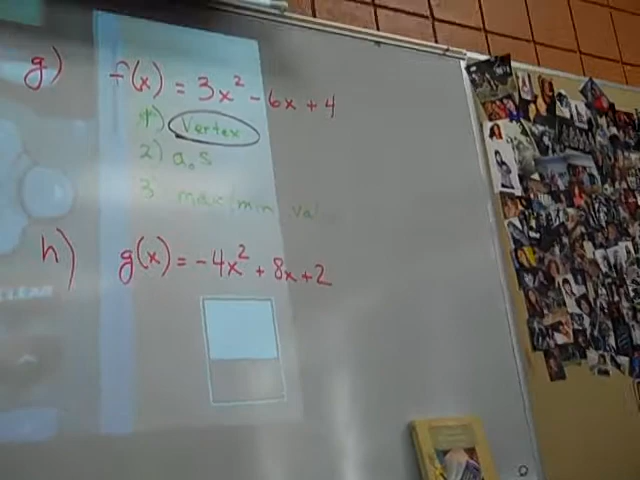 g) f(x) = 3x² - 6x + 4
1) Vertex
2) a.s
3 max/min val
h) g(x) = -4x² + 8x + 2